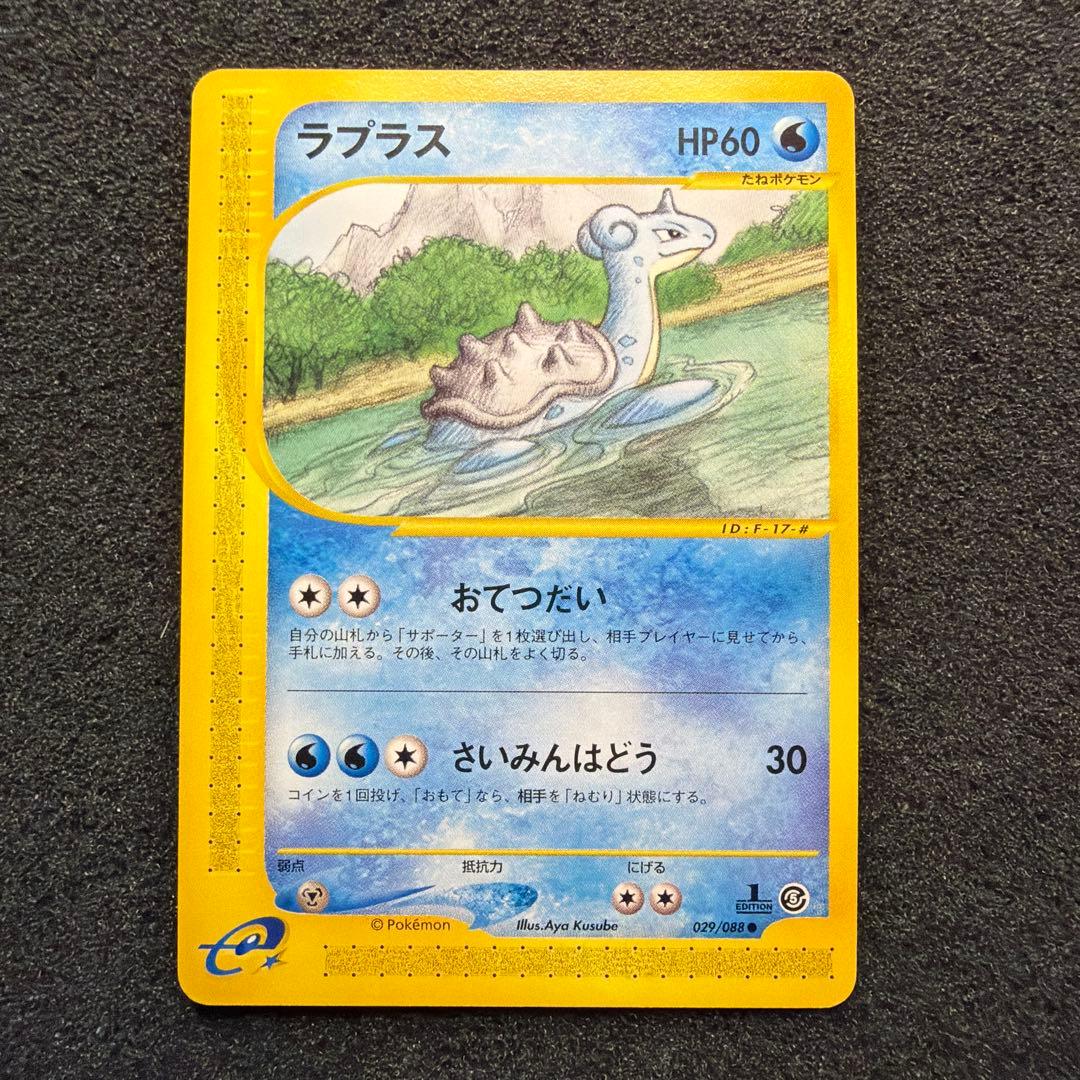 ラプラス
HP60
たねポケモン
ID:F-17-#
おてつだい
自分の山札から「サポーター」を1枚選び出し、相手プレイヤーに見せてから、
手札に加える。その後、その山札をよく切る。
さいみんはどう 30
コインを1回投げ、「おもて」なら、相手を「ねむり」状態にする。
弱点 抵抗力 にげる
1 EDITION
©Pokémon Illus.Aya Kusube 029/088●
e